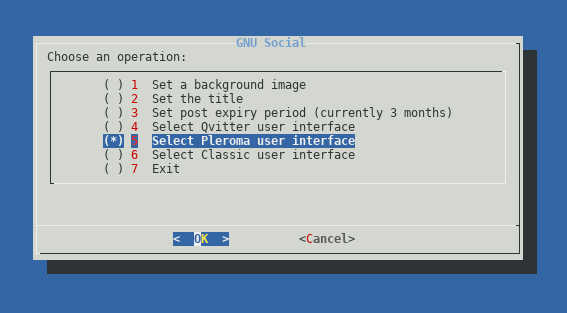 GNU Social
Choose an operation:
( ) 1 Set a background image
( ) 2 Set the title
( ) 3 Set post expiry period (currently 3 months)
( ) 4 Select Qvitter user interface
(*) 5 Select Pleroma user interface
( ) 6 Select Classic user interface
( ) 7 Exit
< OK > <Cancel>